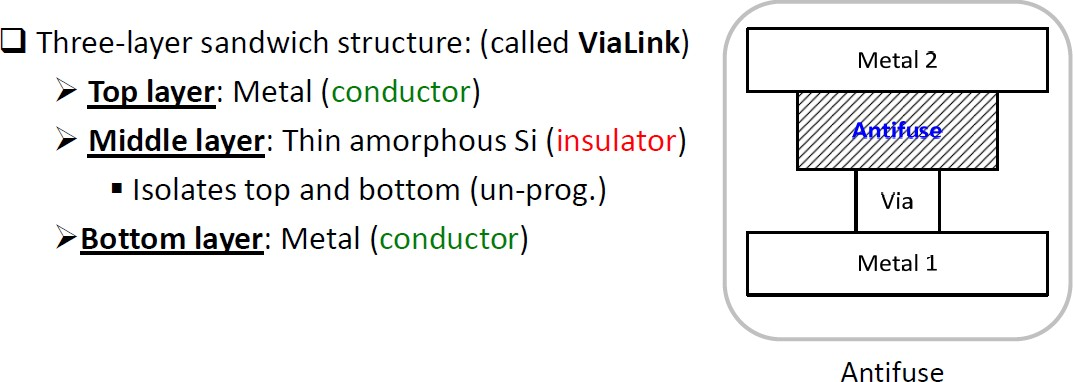 ❑ Three-layer sandwich structure: (called ViaLink)
➢ Top layer: Metal (conductor)
➢ Middle layer: Thin amorphous Si (insulator)
▪ Isolates top and bottom (un-prog.)
➢Bottom layer: Metal (conductor)
Metal 2
Antifuse
Via
Metal 1
Antifuse